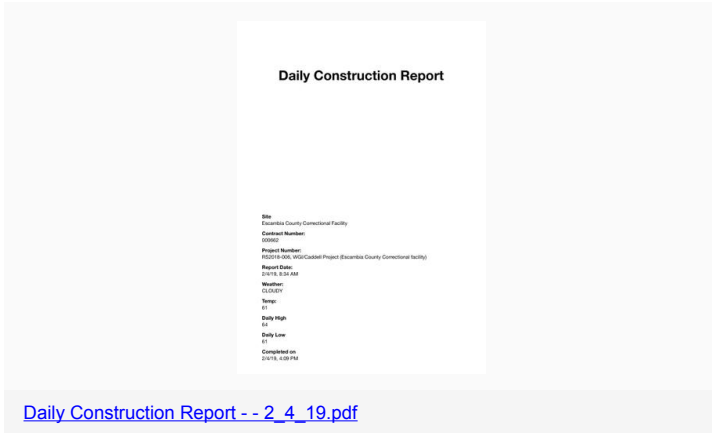 Daily Construction Report
Site
Escambia County Correctional Facility
Contract Number:
000662
Project Number:
RS2018-006, WGI/Caddell Project (Escambia County Correctional facility)
Report Date:
2/4/19, 8:34 AM
Weather:
CLOUDY
Temp:
61
Daily High
64
Daily Low
61
Completed on
2/4/19, 4:09 PM
Daily Construction Report - - 2_4_19.pdf